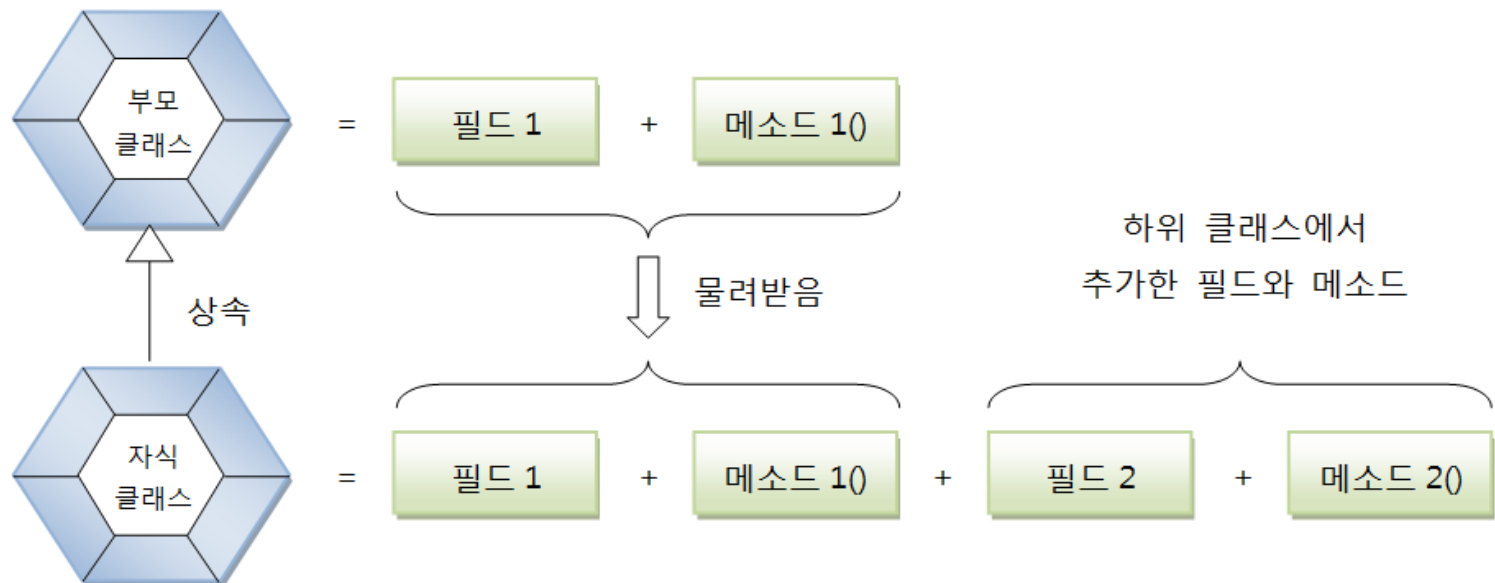 부모
클래스
= 필드 1 + 메소드 1()
하위 클래스에서
추가한 필드와 메소드
상속
물려받음
자식
클래스
= 필드 1 + 메소드 1() + 필드 2 + 메소드 2()